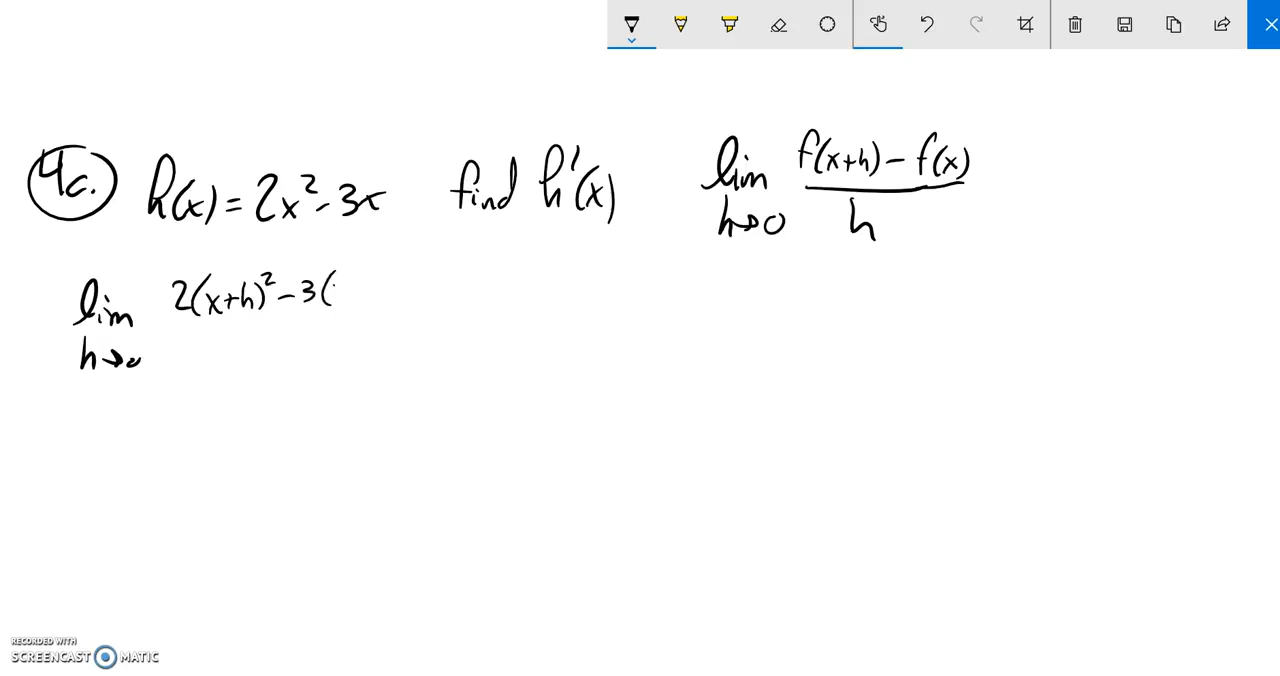 4c. h(x) = 2x² - 3x find h'(x) lim h→0 f(x+h) - f(x) / h
lim h→0 2(x+h)² - 3(
RECORDED WITH
SCREENCAST MATIC